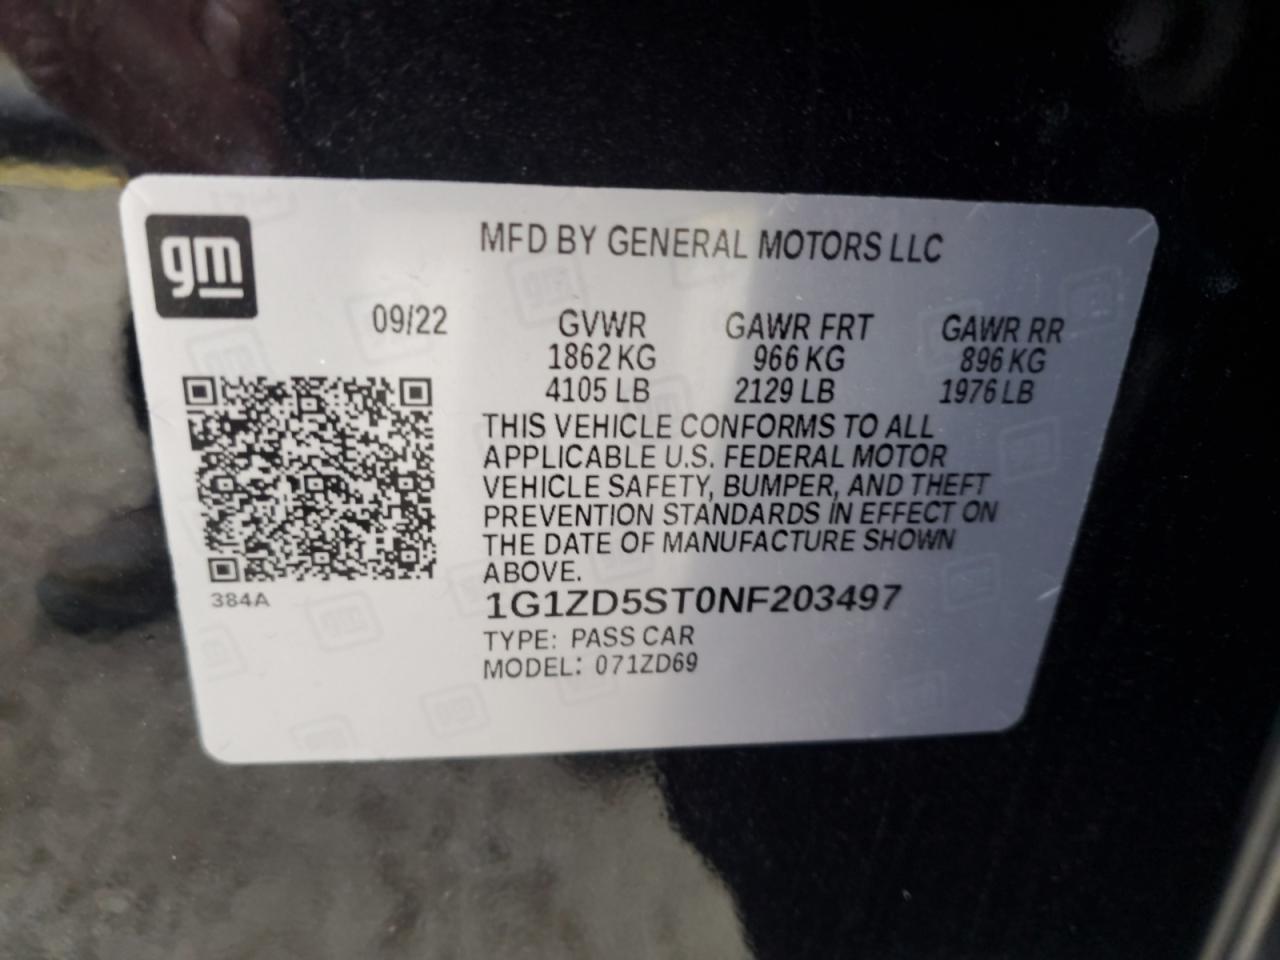 gm
MFD BY GENERAL MOTORS LLC
09/22
GVWR GAWR FRT GAWR RR
1862 KG 966 KG 896 KG
4105 LB 2129 LB 1976 LB
THIS VEHICLE CONFORMS TO ALL
APPLICABLE U.S. FEDERAL MOTOR
VEHICLE SAFETY, BUMPER, AND THEFT
PREVENTION STANDARDS IN EFFECT ON
THE DATE OF MANUFACTURE SHOWN
ABOVE.
384A
1G1ZD5ST0NF203497
TYPE: PASS CAR
MODEL: 071ZD69